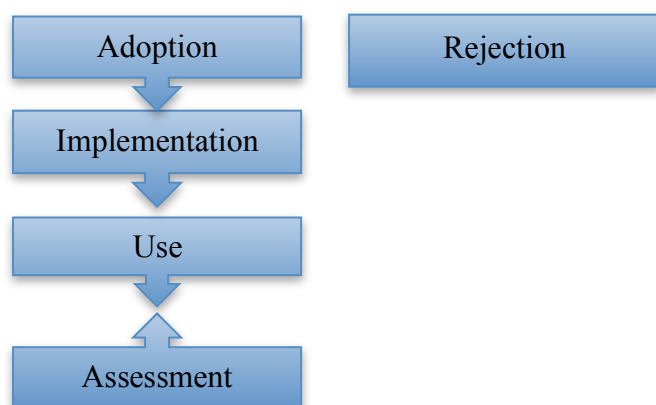 Adoption
Rejection
Implementation
Use
Assessment